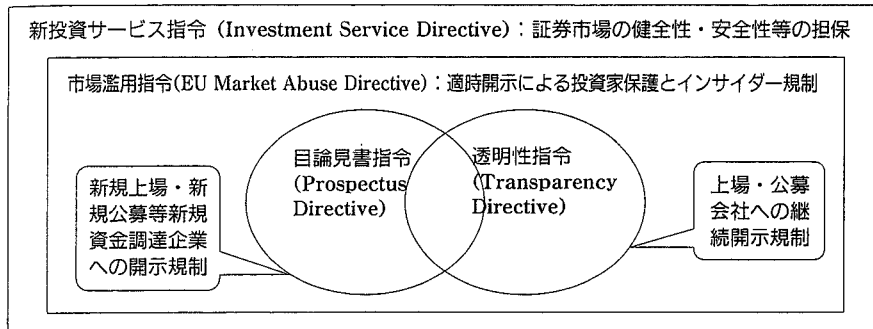 新投資サービス指令 (Investment Service Directive)：証券市場の健全性・安全性等の担保
市場濫用指令(EU Market Abuse Directive)：適時開示による投資家保護とインサイダー規制
目論見書指令
(Prospectus
Directive)
透明性指令
(Transparency
Directive)
新規上場・新
規公募等新規
資金調達企業
への開示規制
上場・公募
会社への継
続開示規制